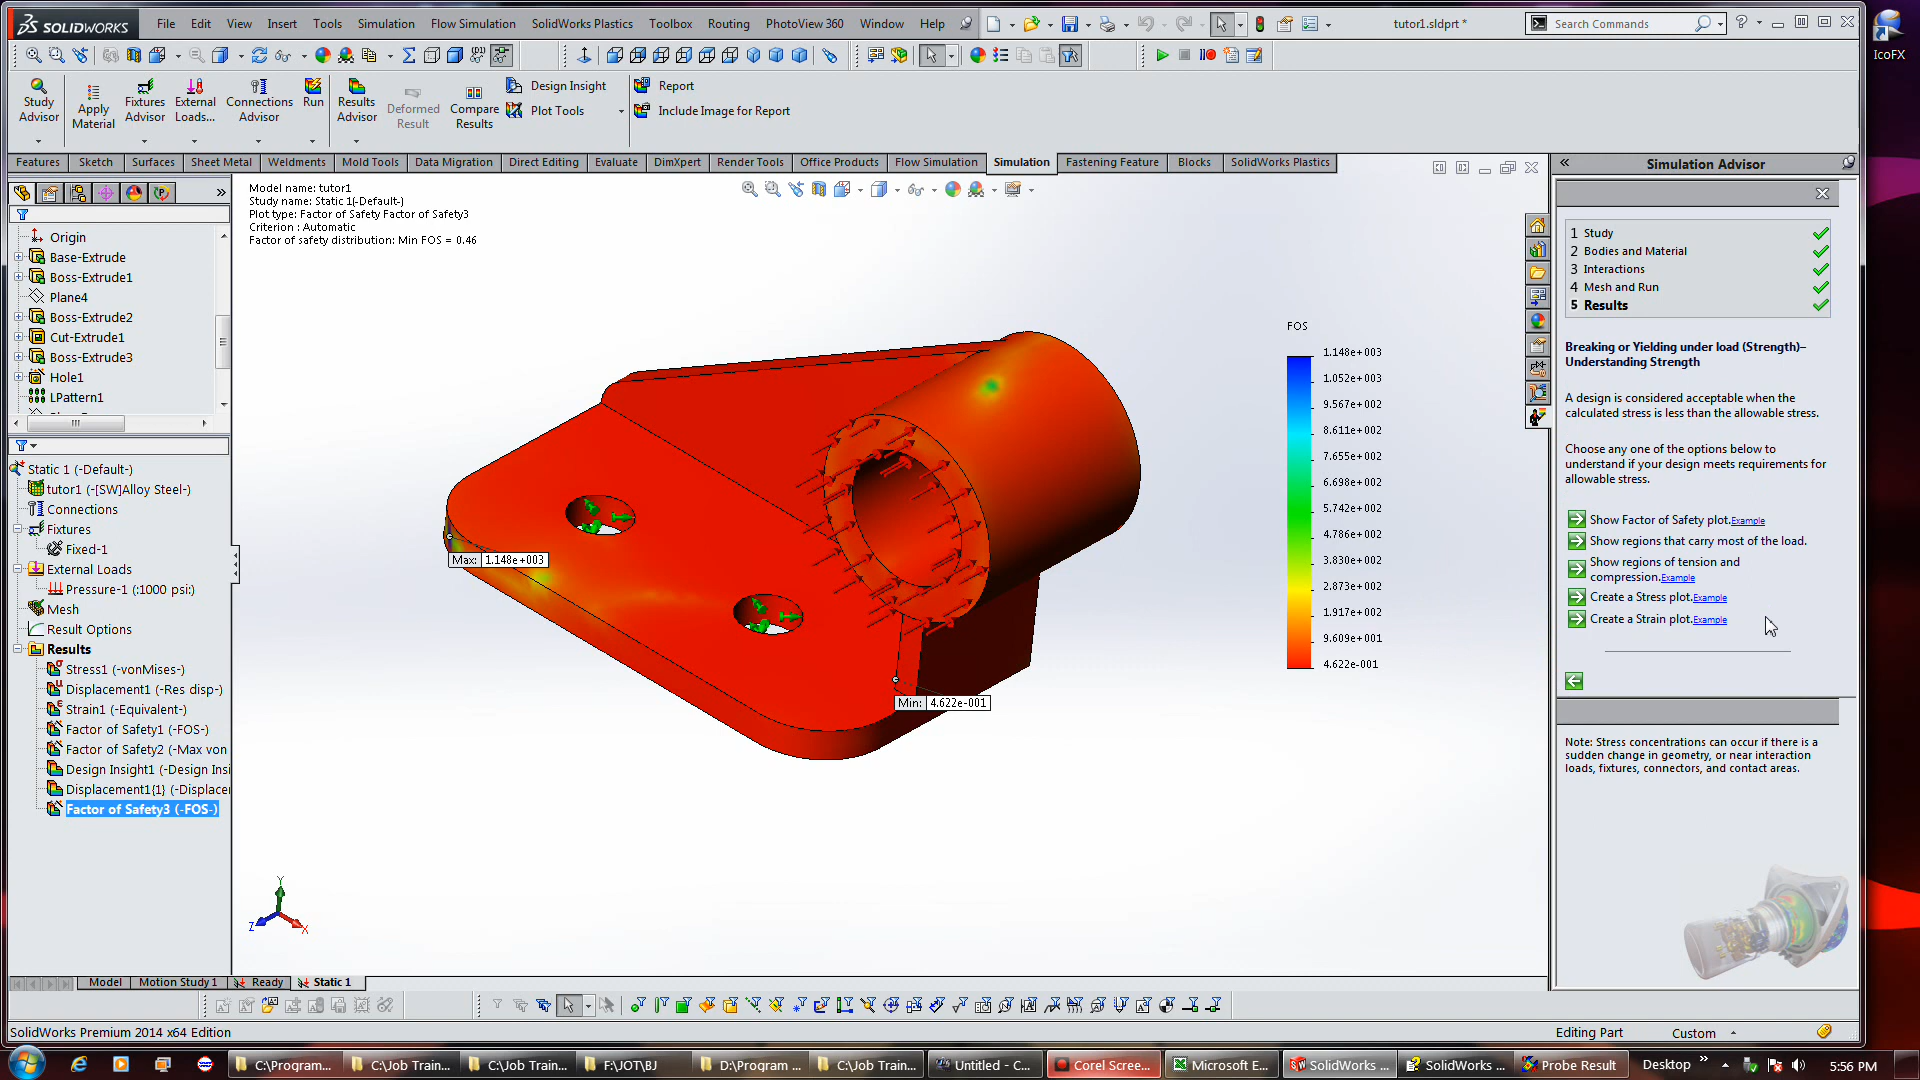 SOLIDWORKS
File Edit View Insert Tools Simulation Flow Simulation SolidWorks Plastics Toolbox Routing PhotoView 360 Window Help
tutor1.sldprt *
Search Commands
IcoFX
Study Advisor
Apply Material
Fixtures Advisor
External Loads...
Connections Advisor
Run
Results Advisor
Deformed Result
Compare Results
Design Insight
Plot Tools
Report
Include Image for Report
Features Sketch Surfaces Sheet Metal Weldments Mold Tools Data Migration Direct Editing Evaluate DimXpert Render Tools Office Products Flow Simulation Simulation Fastening Feature Blocks SolidWorks Plastics
Origin
Base-Extrude
Boss-Extrude1
Plane4
Boss-Extrude2
Cut-Extrude1
Boss-Extrude3
Hole1
LPattern1
Static 1 (-Default-)
tutor1 (-[SW]Alloy Steel-)
Connections
Fixtures
Fixed-1
External Loads
Pressure-1 (:1000 psi:)
Mesh
Result Options
Results
Stress1 (-vonMises-)
Displacement1 (-Res disp-)
Strain1 (-Equivalent-)
Factor of Safety1 (-FOS-)
Factor of Safety2 (-Max von
Design Insight1 (-Design Insi
Displacement1{1} (-Displacer
Factor of Safety3 (-FOS-)
Model name: tutor1
Study name: Static 1(-Default-)
Plot type: Factor of Safety Factor of Safety3
Criterion : Automatic
Factor of safety distribution: Min FOS = 0.46
Max: 1.148e+003
Min: 4.622e-001
FOS
1.148e+003
1.052e+003
9.567e+002
8.611e+002
7.655e+002
6.698e+002
5.742e+002
4.786e+002
3.830e+002
2.873e+002
1.917e+002
9.609e+001
4.622e-001
Y
Z
X
Simulation Advisor
1 Study
2 Bodies and Material
3 Interactions
4 Mesh and Run
5 Results
Breaking or Yielding under load (Strength)–
Understanding Strength
A design is considered acceptable when the
calculated stress is less than the allowable stress.
Choose any one of the options below to
understand if your design meets requirements for
allowable stress.
Show Factor of Safety plot.Example
Show regions that carry most of the load.
Show regions of tension and
compression.Example
Create a Stress plot.Example
Create a Strain plot.Example
Note: Stress concentrations can occur if there is a
sudden change in geometry, or near interaction
loads, fixtures, connectors, and contact areas.
Model Motion Study 1 Ready Static 1
SolidWorks Premium 2014 x64 Edition
Editing Part
Custom
C:\Program... C:\Job Train... C:\Job Train... F:\JOT\BJ D:\Program ... C:\Job Train... Untitled - C... Corel Scree... Microsoft E... SolidWorks ... SolidWorks ... Probe Result Desktop 5:56 PM